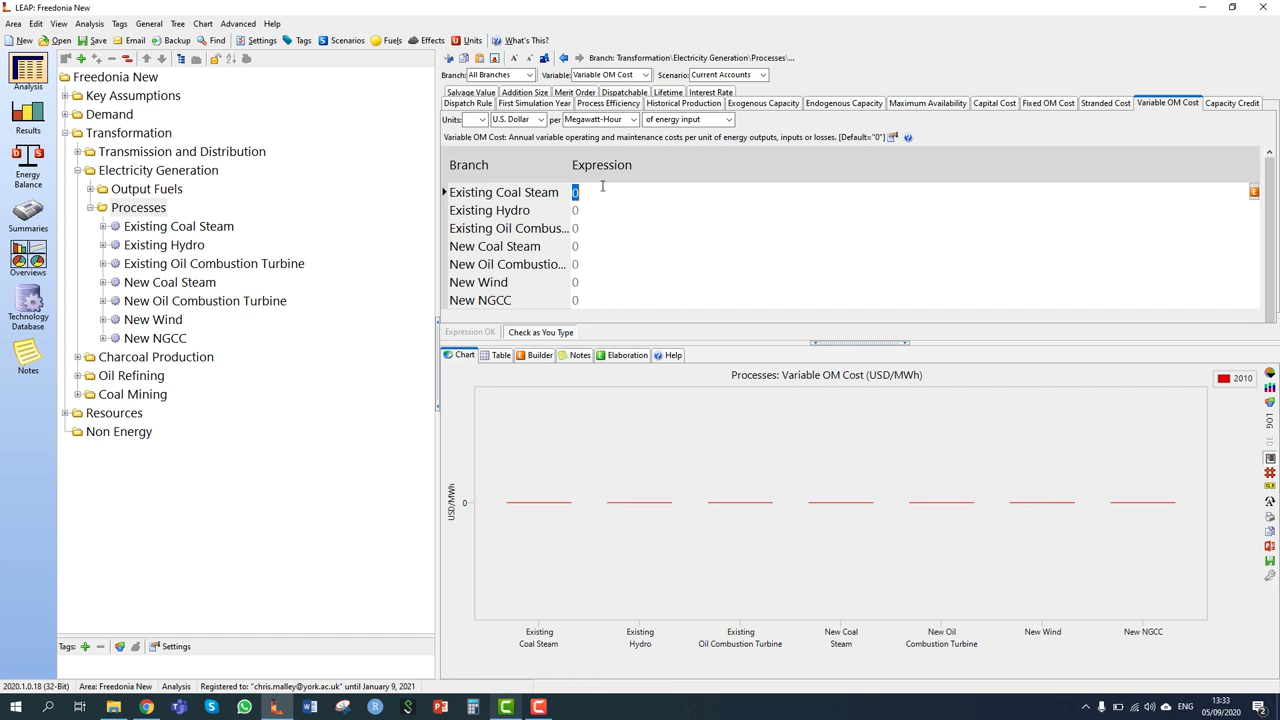 LEAP: Freedonia New
Area Edit View Analysis Tags General Tree Chart Advanced Help
New Open Save Email Backup Find Settings Tags Scenarios Fuels Effects Units What's This?
Analysis
Results
Energy Balance
Summaries
Overviews
Technology Database
Notes
Freedonia New
Key Assumptions
Demand
Transformation
Transmission and Distribution
Electricity Generation
Output Fuels
Processes
Existing Coal Steam
Existing Hydro
Existing Oil Combustion Turbine
New Coal Steam
New Oil Combustion Turbine
New Wind
New NGCC
Charcoal Production
Oil Refining
Coal Mining
Resources
Non Energy
Tags: Settings
Branch: Transformation\Electricity Generation\Processes\...
Branch: All Branches Variable: Variable OM Cost Scenario: Current Accounts
Salvage Value Addition Size Merit Order Dispatchable Lifetime Interest Rate
Dispatch Rule First Simulation Year Process Efficiency Historical Production Exogenous Capacity Endogenous Capacity Maximum Availability Capital Cost Fixed OM Cost Stranded Cost Variable OM Cost Capacity Credit
Units: U.S. Dollar per Megawatt-Hour of energy input
Variable OM Cost: Annual variable operating and maintenance costs per unit of energy outputs, inputs or losses. [Default="0"]
Branch Expression
Existing Coal Steam 0
Existing Hydro 0
Existing Oil Combus... 0
New Coal Steam 0
New Oil Combustio... 0
New Wind 0
New NGCC 0
Expression OK Check as You Type
Chart Table Builder Notes Elaboration Help
Processes: Variable OM Cost (USD/MWh)
2010
LOG
3D
USD/MWh
0
Existing Coal Steam
Existing Hydro
Existing Oil Combustion Turbine
New Coal Steam
New Oil Combustion Turbine
New Wind
New NGCC
2020.1.0.18 (32-Bit) Area: Freedonia New Analysis Registered to: "chris.malley@york.ac.uk" until January 9, 2021
ENG
13:33
05/09/2020
2